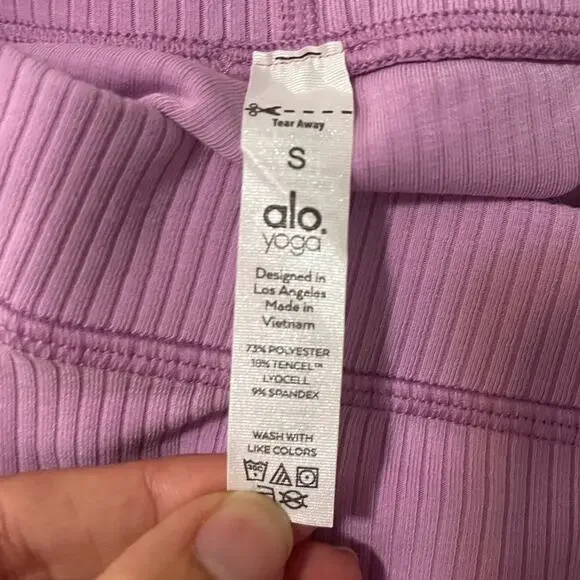 Tear Away
S
alo.
yoga
Designed in
Los Angeles
Made in
Vietnam
73% POLYESTER
18% TENCEL™
LYOCELL
9% SPANDEX
WASH WITH
LIKE COLORS
30C